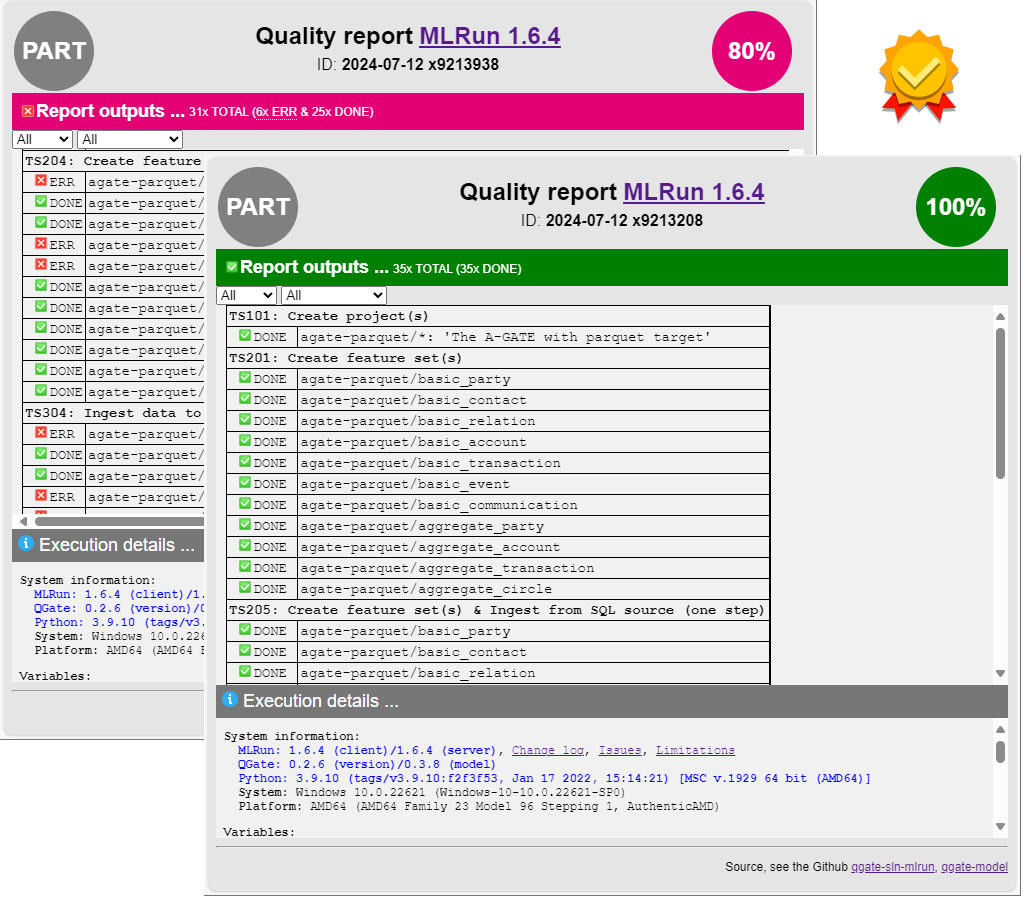 PART
Quality report MLRun 1.6.4
80%
ID: 2024-07-12 x9213938
Report outputs ... 31x TOTAL (6x ERR & 25x DONE)
All All
TS204: Create feature
ERR agate-parquet/
DONE agate-parquet/
DONE agate-parquet/
ERR agate-parquet/
ERR agate-parquet/
DONE agate-parquet/
DONE agate-parquet/
DONE agate-parquet/
DONE agate-parquet/
DONE agate-parquet/
DONE agate-parquet/
TS304: Ingest data to
ERR agate-parquet/
DONE agate-parquet/
DONE agate-parquet/
ERR agate-parquet/
Execution details ...
System information:
MLRun: 1.6.4 (client)/1.
QGate: 0.2.6 (version)/0
Python: 3.9.10 (tags/v3.
System: Windows 10.0.226
Platform: AMD64 (AMD64 F
Variables:
PART
Quality report MLRun 1.6.4
100%
ID: 2024-07-12 x9213208
Report outputs ... 35x TOTAL (35x DONE)
All All
TS101: Create project(s)
DONE agate-parquet/*: 'The A-GATE with parquet target'
TS201: Create feature set(s)
DONE agate-parquet/basic_party
DONE agate-parquet/basic_contact
DONE agate-parquet/basic_relation
DONE agate-parquet/basic_account
DONE agate-parquet/basic_transaction
DONE agate-parquet/basic_event
DONE agate-parquet/basic_communication
DONE agate-parquet/aggregate_party
DONE agate-parquet/aggregate_account
DONE agate-parquet/aggregate_transaction
DONE agate-parquet/aggregate_circle
TS205: Create feature set(s) & Ingest from SQL source (one step)
DONE agate-parquet/basic_party
DONE agate-parquet/basic_contact
DONE agate-parquet/basic_relation
Execution details ...
System information:
MLRun: 1.6.4 (client)/1.6.4 (server), Change log, Issues, Limitations
QGate: 0.2.6 (version)/0.3.8 (model)
Python: 3.9.10 (tags/v3.9.10:f2f3f53, Jan 17 2022, 15:14:21) [MSC v.1929 64 bit (AMD64)]
System: Windows 10.0.22621 (Windows-10-10.0.22621-SP0)
Platform: AMD64 (AMD64 Family 23 Model 96 Stepping 1, AuthenticAMD)
Variables:
Source, see the Github qgate-sln-mlrun, qgate-model